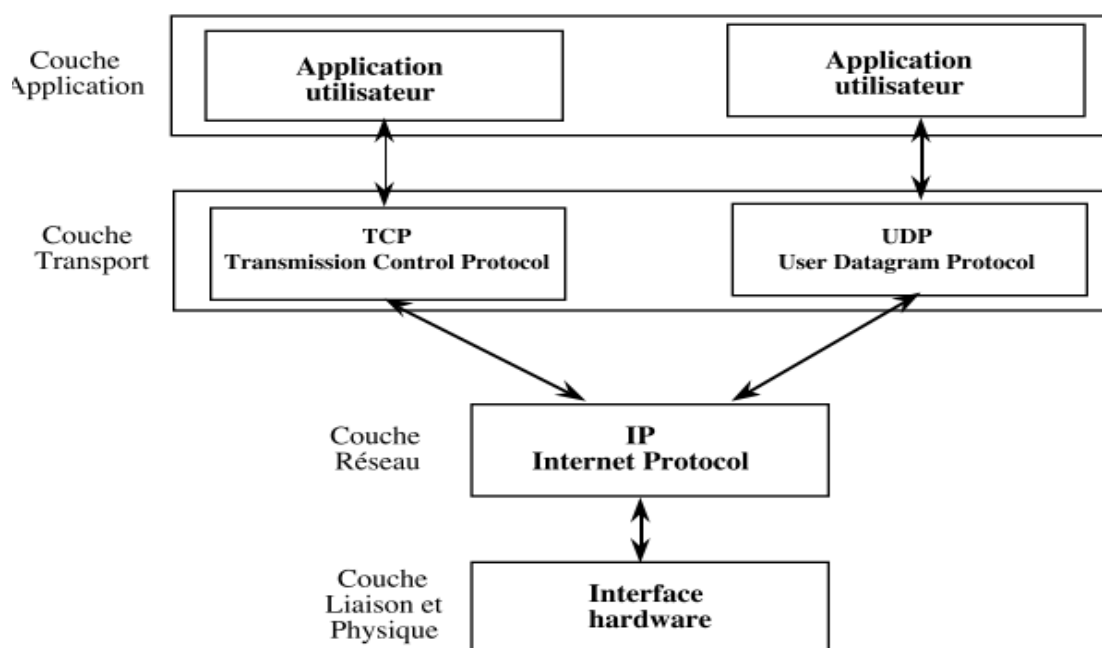 Couche
Application
Application
utilisateur
Application
utilisateur
Couche
Transport
TCP
Transmission Control Protocol
UDP
User Datagram Protocol
Couche
Réseau
IP
Internet Protocol
Couche
Liaison et
Physique
Interface
hardware